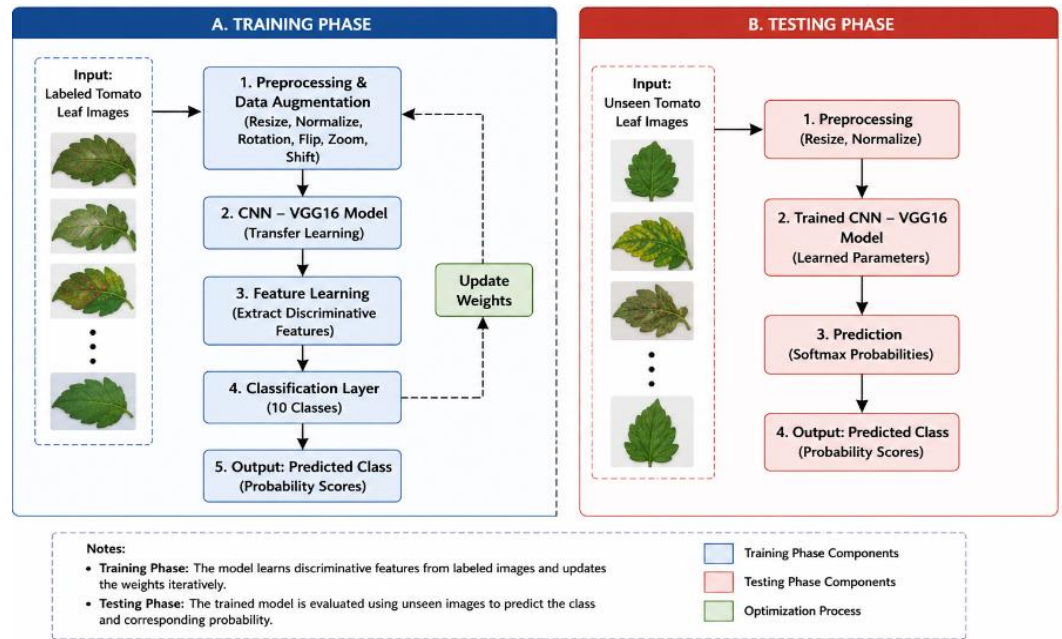 A. TRAINING PHASE
Input:
Labeled Tomato
Leaf Images
1. Preprocessing &
Data Augmentation
(Resize, Normalize,
Rotation, Flip, Zoom,
Shift)
2. CNN – VGG16 Model
(Transfer Learning)
3. Feature Learning
(Extract Discriminative
Features)
4. Classification Layer
(10 Classes)
5. Output: Predicted Class
(Probability Scores)
Update
Weights
B. TESTING PHASE
Input:
Unseen Tomato
Leaf Images
1. Preprocessing
(Resize, Normalize)
2. Trained CNN – VGG16
Model
(Learned Parameters)
3. Prediction
(Softmax Probabilities)
4. Output: Predicted Class
(Probability Scores)
Notes:
• Training Phase: The model learns discriminative features from labeled images and updates
the weights iteratively.
• Testing Phase: The trained model is evaluated using unseen images to predict the class
and corresponding probability.
Training Phase Components
Testing Phase Components
Optimization Process